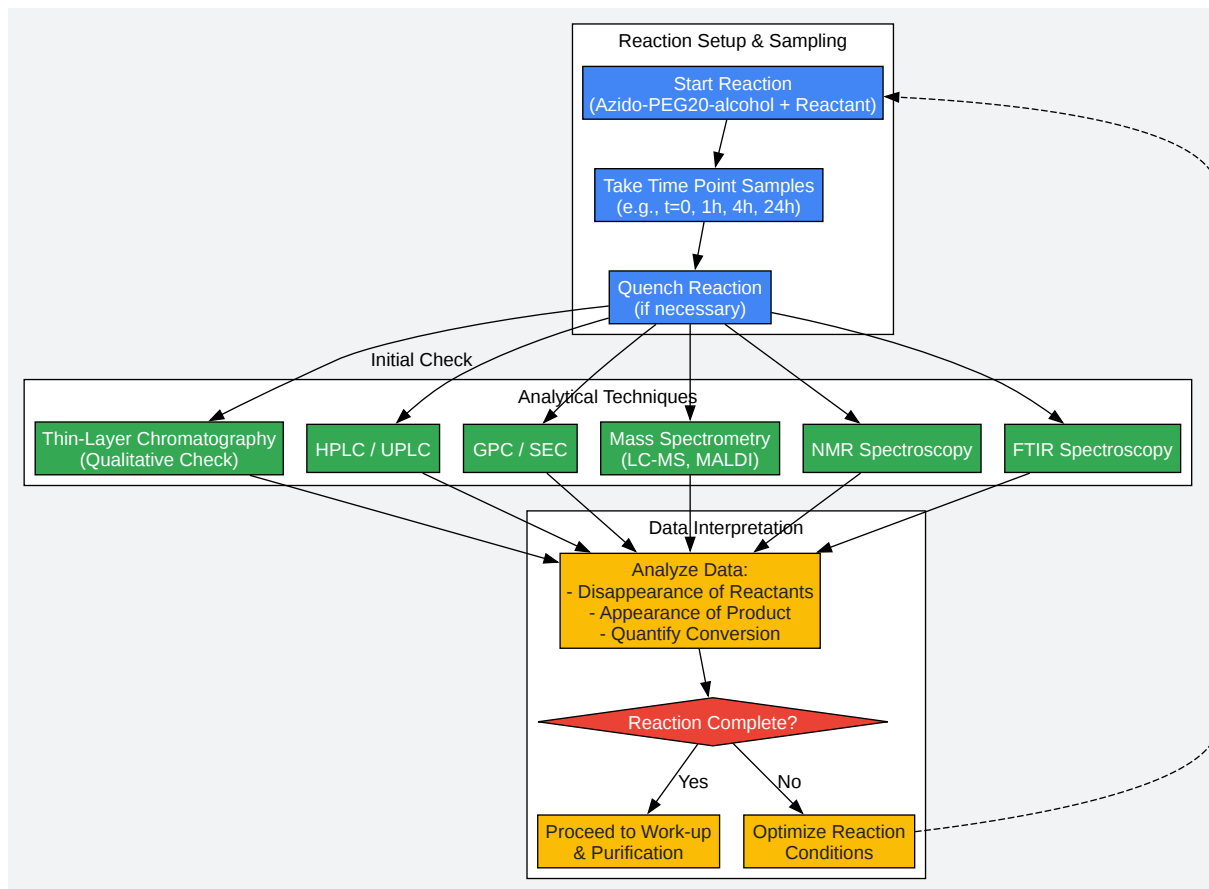 Reaction Setup & Sampling
Start Reaction
(Azido-PEG20-alcohol + Reactant)
Take Time Point Samples
(e.g., t=0, 1h, 4h, 24h)
Quench Reaction
(if necessary)
Initial Check
Analytical Techniques
Thin-Layer Chromatography
(Qualitative Check)
HPLC / UPLC
GPC / SEC
Mass Spectrometry
(LC-MS, MALDI)
NMR Spectroscopy
FTIR Spectroscopy
Data Interpretation
Analyze Data:
- Disappearance of Reactants
- Appearance of Product
- Quantify Conversion
Reaction Complete?
Yes
No
Proceed to Work-up
& Purification
Optimize Reaction
Conditions